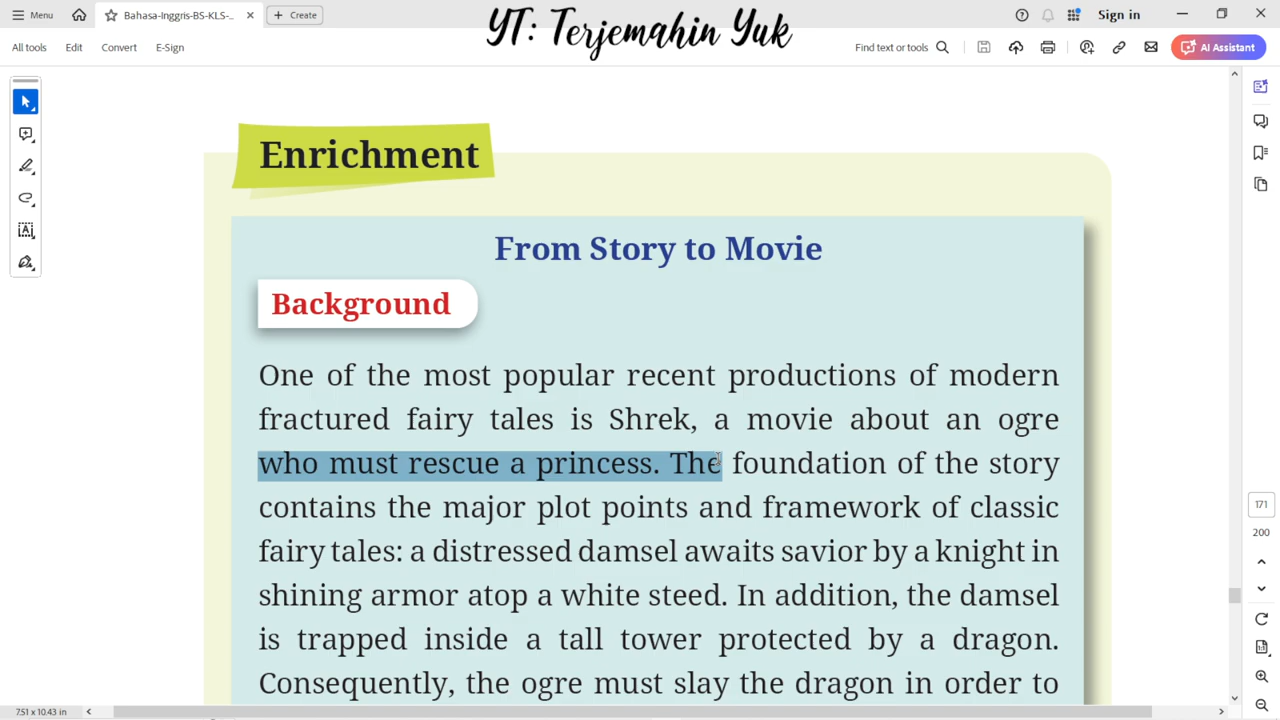 Menu
Bahasa-Inggris-BS-KLS-...
Create
YT: Terjemahin Yuk
Sign in
All tools
Edit
Convert
E-Sign
Find text or tools
AI Assistant
Enrichment
From Story to Movie
Background
One of the most popular recent productions of modern
fractured fairy tales is Shrek, a movie about an ogre
who must rescue a princess. The foundation of the story
contains the major plot points and framework of classic
fairy tales: a distressed damsel awaits savior by a knight in
shining armor atop a white steed. In addition, the damsel
is trapped inside a tall tower protected by a dragon.
Consequently, the ogre must slay the dragon in order to
171
200
7.51 x 10.43 in